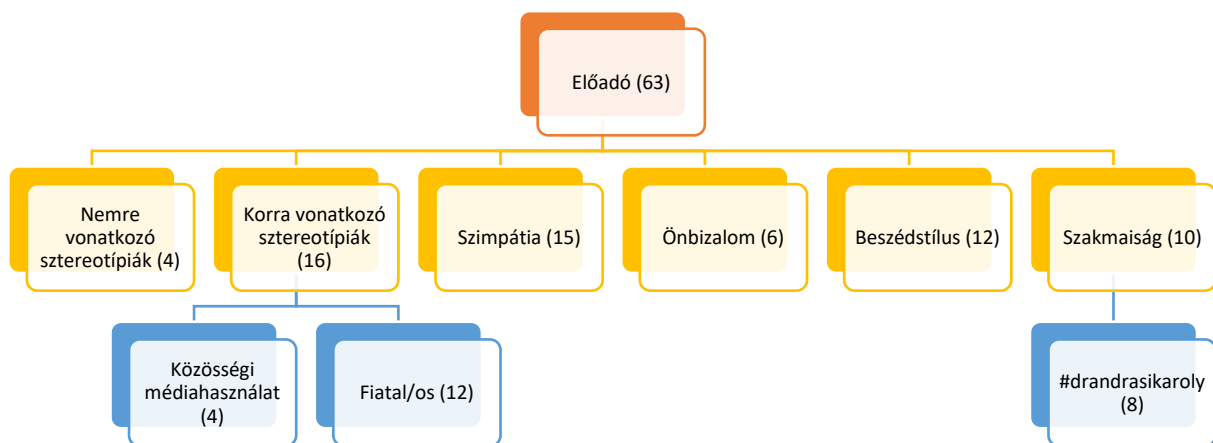 Előadó (63)
Nemre
vonatkozó
sztereotípiák (4)
Korra vonatkozó
sztereotípiák
(16)
Szimpátia (15)
Önbizalom (6)
Beszédstílus (12)
Szakmaiság (10)
Közösségi
médiahasználat
(4)
Fiatal/os (12)
#drandrasikaroly
(8)